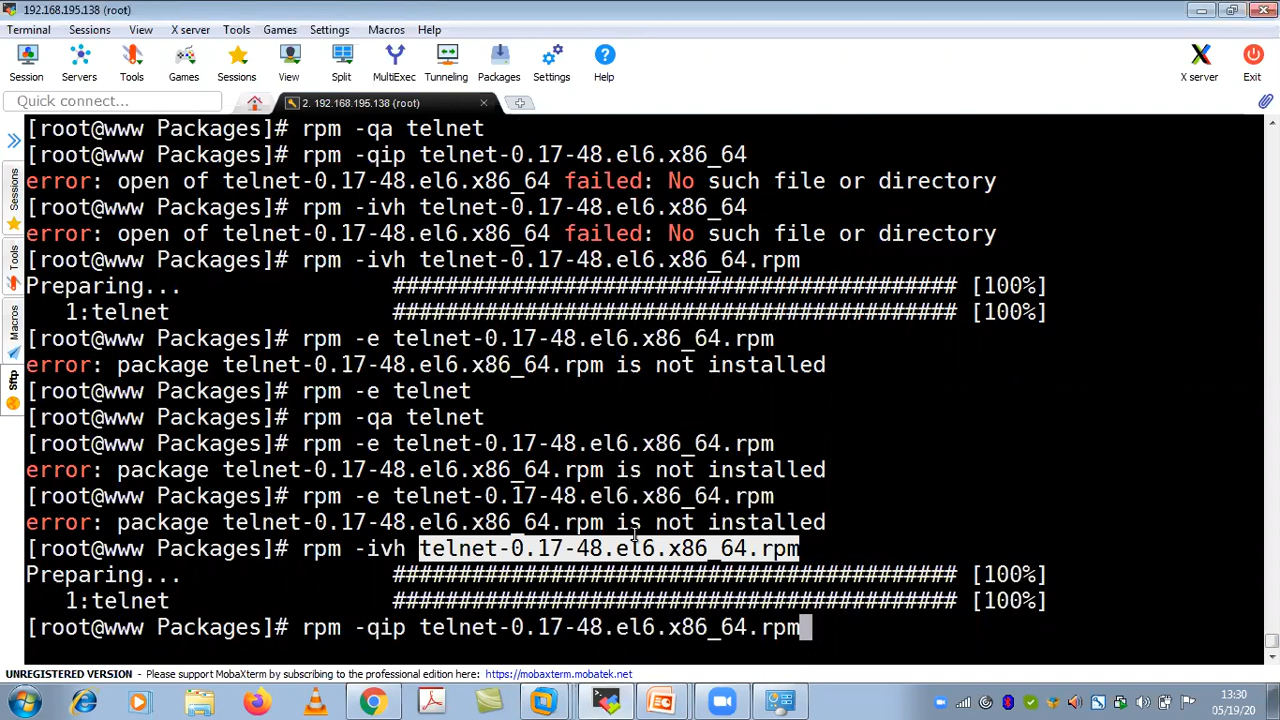 192.168.195.138 (root)
Terminal Sessions View X server Tools Games Settings Macros Help
Session Servers Tools Games Sessions View Split MultiExec Tunneling Packages Settings Help X server Exit
Quick connect...
2. 192.168.195.138 (root)
[root@www Packages]# rpm -qa telnet
[root@www Packages]# rpm -qip telnet-0.17-48.el6.x86_64
error: open of telnet-0.17-48.el6.x86_64 failed: No such file or directory
[root@www Packages]# rpm -ivh telnet-0.17-48.el6.x86_64
error: open of telnet-0.17-48.el6.x86_64 failed: No such file or directory
[root@www Packages]# rpm -ivh telnet-0.17-48.el6.x86_64.rpm
Preparing... ########################################### [100%]
1:telnet ########################################### [100%]
[root@www Packages]# rpm -e telnet-0.17-48.el6.x86_64.rpm
error: package telnet-0.17-48.el6.x86_64.rpm is not installed
[root@www Packages]# rpm -e telnet
[root@www Packages]# rpm -qa telnet
[root@www Packages]# rpm -e telnet-0.17-48.el6.x86_64.rpm
error: package telnet-0.17-48.el6.x86_64.rpm is not installed
[root@www Packages]# rpm -e telnet-0.17-48.el6.x86_64.rpm
error: package telnet-0.17-48.el6.x86_64.rpm is not installed
[root@www Packages]# rpm -ivh telnet-0.17-48.el6.x86_64.rpm
Preparing... ########################################### [100%]
1:telnet ########################################### [100%]
[root@www Packages]# rpm -qip telnet-0.17-48.el6.x86_64.rpm
Sessions
Tools
Macros
Sftp
UNREGISTERED VERSION - Please support MobaXterm by subscribing to the professional edition here: https://mobaxterm.mobatek.net
13:30
05/19/20